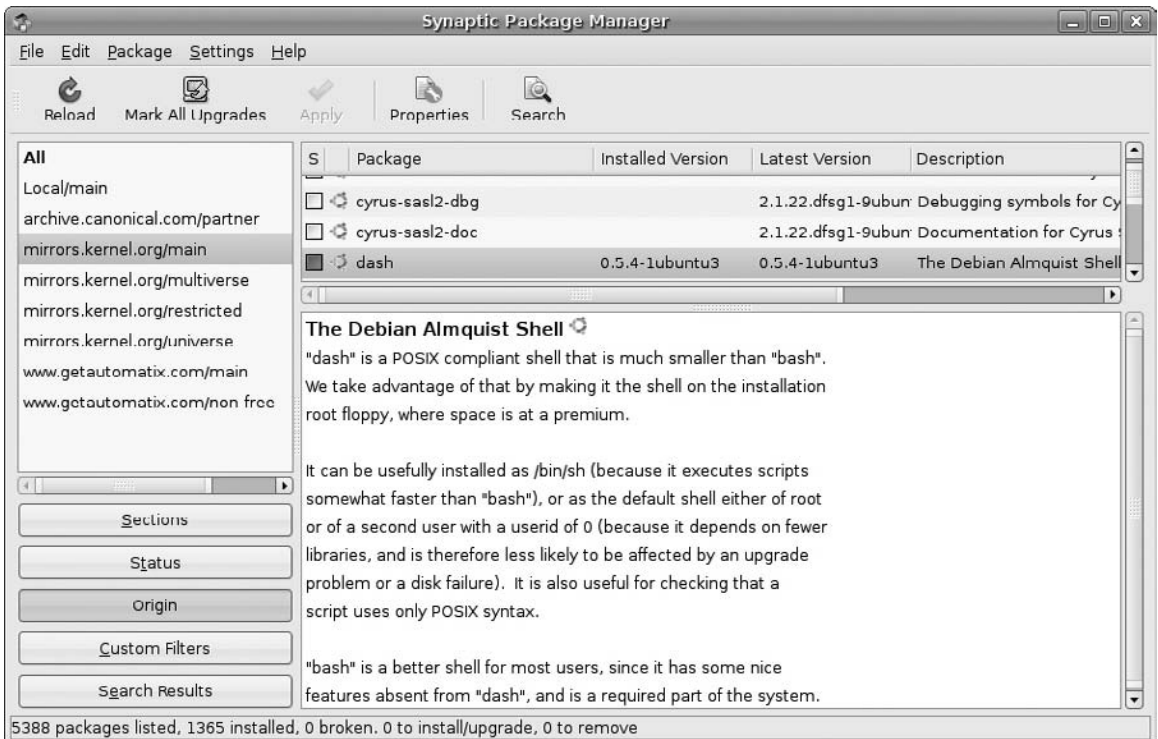 Synaptic Package Manager
File Edit Package Settings Help
Reload Mark All Upgrades Apply Properties Search
All
Local/main
archive.canonical.com/partner
mirrors.kernel.org/main
mirrors.kernel.org/multiverse
mirrors.kernel.org/restricted
mirrors.kernel.org/universe
www.getautomatix.com/main
www.getautomatix.com/non free
Sections
Status
Origin
Custom Filters
Search Results
S Package Installed Version Latest Version Description
cyrus-sasl2-dbg 2.1.22.dfsg1-9ubun Debugging symbols for Cy
cyrus-sasl2-doc 2.1.22.dfsg1-9ubun Documentation for Cyrus
dash 0.5.4-1ubuntu3 0.5.4-1ubuntu3 The Debian Almquist Shell
The Debian Almquist Shell
"dash" is a POSIX compliant shell that is much smaller than "bash".
We take advantage of that by making it the shell on the installation
root floppy, where space is at a premium.
It can be usefully installed as /bin/sh (because it executes scripts
somewhat faster than "bash"), or as the default shell either of root
or of a second user with a userid of 0 (because it depends on fewer
libraries, and is therefore less likely to be affected by an upgrade
problem or a disk failure). It is also useful for checking that a
script uses only POSIX syntax.
"bash" is a better shell for most users, since it has some nice
features absent from "dash", and is a required part of the system.
5388 packages listed, 1365 installed, 0 broken. 0 to install/upgrade, 0 to remove